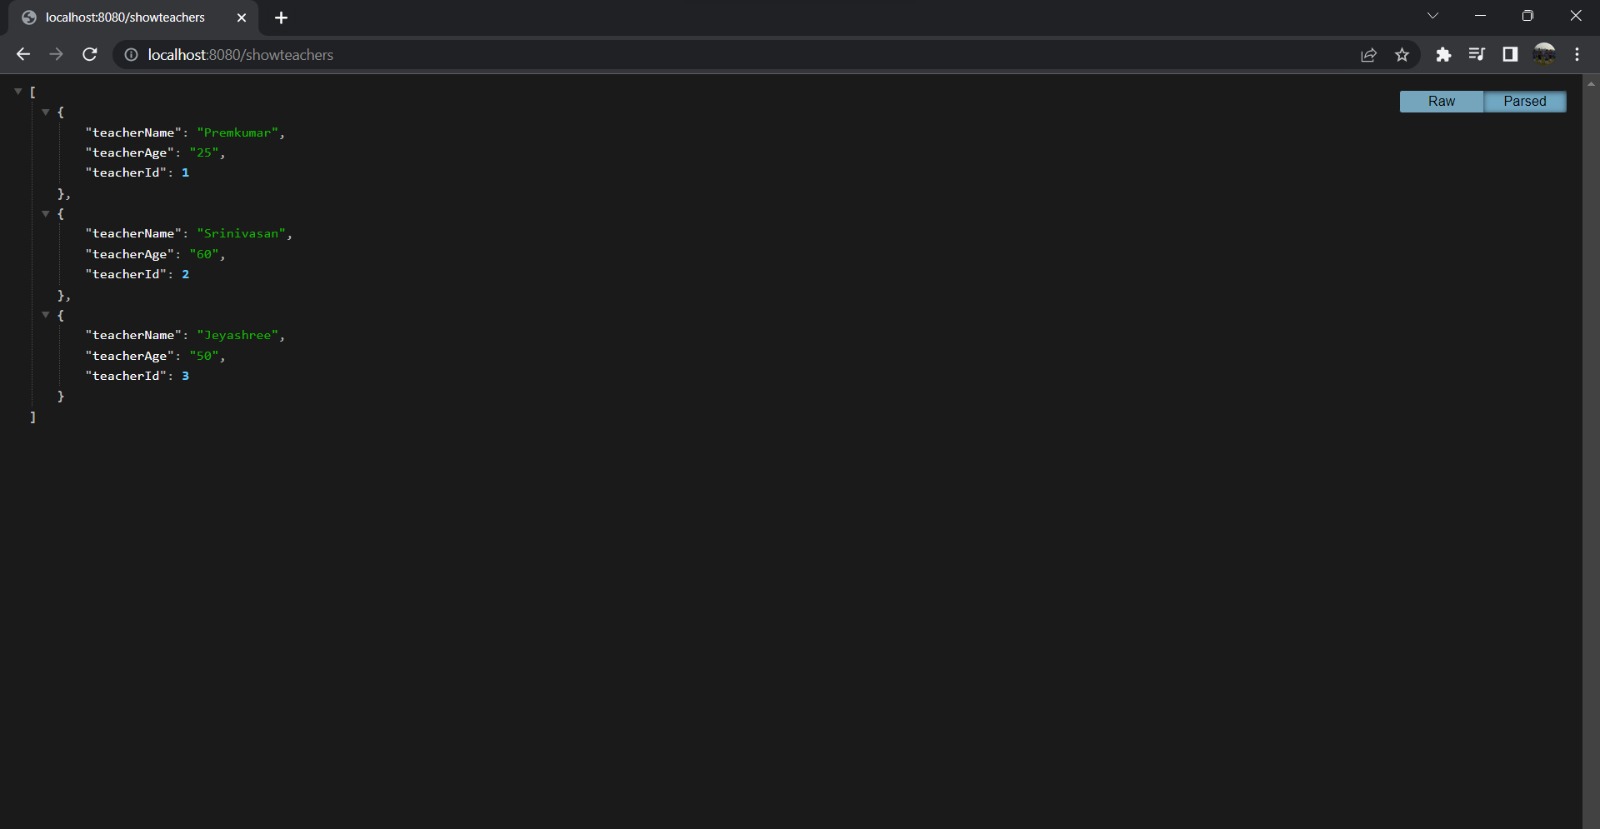 localhost:8080/showteachers
localhost:8080/showteachers
Raw Parsed
[
{
"teacherName": "Premkumar",
"teacherAge": "25",
"teacherId": 1
},
{
"teacherName": "Srinivasan",
"teacherAge": "60",
"teacherId": 2
},
{
"teacherName": "Jeyashree",
"teacherAge": "50",
"teacherId": 3
}
]